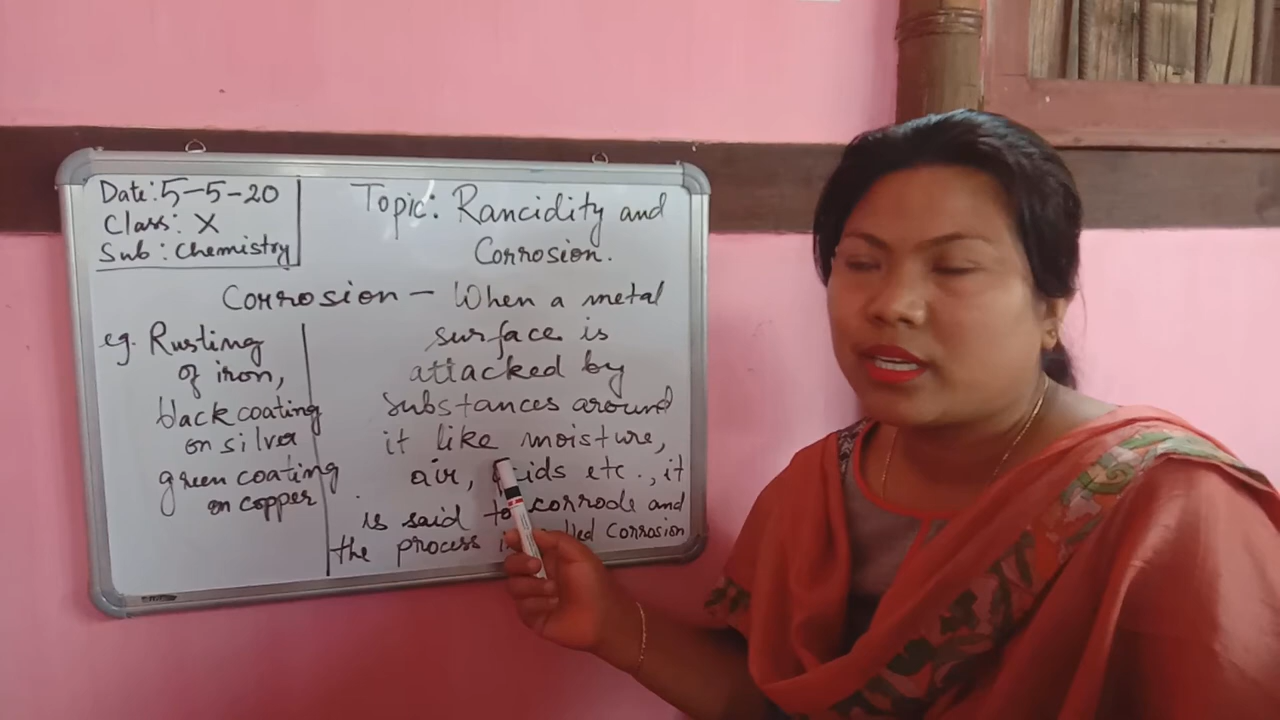 Date: 5-5-20
Class: X
Sub: Chemistry
Topic: Rancidity and
Corrosion.
Corrosion - When a metal
surface is
attacked by
substances around
it like moisture,
air, etc., it
is said to corrode and
the process called Corrosion
eg. Rusting
of iron,
black coating
on silver
green coating
on copper